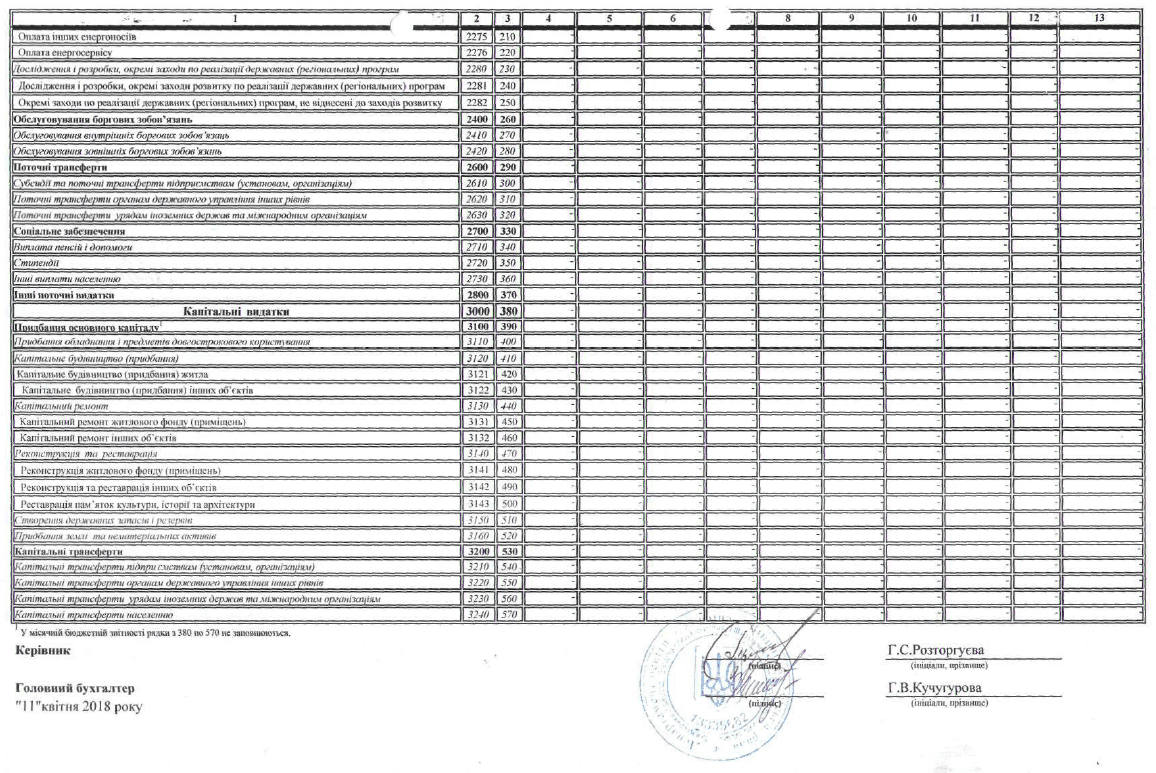 1 2 3 4 5 6 8 9 10 11 12 13
Оплата інших енергоносіїв 2275 210 - - - - - - - - - -
Оплата енергосервісу 2276 220 - - - - - - - - - -
Дослідження і розробки, окремі заходи по реалізації державних (регіональних) програм 2280 230 - - - - - - - - - -
Дослідження і розробки, окремі заходи розвитку по реалізації державних (регіональних) програм 2281 240 - - - - - - - - - -
Окремі заходи по реалізації державних (регіональних) програм, не віднесені до заходів розвитку 2282 250 - - - - - - - - - -
Обслуговування боргових зобов'язань 2400 260 - - - - - - - - - -
Обслуговування внутрішніх боргових зобов'язань 2410 270 - - - - - - - - - -
Обслуговування зовнішніх боргових зобов'язань 2420 280 - - - - - - - - - -
Поточні трансферти 2600 290 - - - - - - - - - -
Субсидії та поточні трансферти підприємствам (установам, організаціям) 2610 300 - - - - - - - - - -
Поточні трансферти органам державного управління інших рівнів 2620 310 - - - - - - - - - -
Поточні трансферти урядам іноземних держав та міжнародним організаціям 2630 320 - - - - - - - - - -
Соціальне забезпечення 2700 330 - - - - - - - - - -
Виплата пенсій і допомоги 2710 340 - - - - - - - - - -
Стипендії 2720 350 - - - - - - - - - -
Інші виплати населенню 2730 360 - - - - - - - - - -
Інші поточні видатки 2800 370 - - - - - - - - - -
Капітальні видатки 3000 380 - - - - - - - - - -
Придбання основного капіталу¹ 3100 390 - - - - - - - - - -
Придбання обладнання і предметів довгострокового користування 3110 400 - - - - - - - - - -
Капітальне будівництво (придбання) 3120 410 - - - - - - - - - -
Капітальне будівництво (придбання) житла 3121 420 - - - - - - - - - -
Капітальне будівництво (придбання) інших об'єктів 3122 430 - - - - - - - - - -
Капітальний ремонт 3130 440 - - - - - - - - - -
Капітальний ремонт житлового фонду (приміщень) 3131 450 - - - - - - - - - -
Капітальний ремонт інших об'єктів 3132 460 - - - - - - - - - -
Реконструкція та реставрація 3140 470 - - - - - - - - - -
Реконструкція житлового фонду (приміщень) 3141 480 - - - - - - - - - -
Реконструкція та реставрація інших об'єктів 3142 490 - - - - - - - - - -
Реставрація пам'яток культури, історії та архітектури 3143 500 - - - - - - - - - -
Створення державних запасів і резервів 3150 510 - - - - - - - - - -
Придбання землі та нематеріальних активів 3160 520 - - - - - - - - - -
Капітальні трансферти 3200 530 - - - - - - - - - -
Капітальні трансферти підприємствам (установам, організаціям) 3210 540 - - - - - - - - - -
Капітальні трансферти органам державного управління інших рівнів 3220 550 - - - - - - - - - -
Капітальні трансферти урядам іноземних держав та міжнародним організаціям 3230 560 - - - - - - - - - -
Капітальні трансферти населенню 3240 570 - - - - - - - - - -
¹ У місячній бюджетній звітності рядки з 380 по 570 не заповнюються.
Керівник Г.С.Розторгуєва
(підпис) (ініціали, прізвище)
Головний бухгалтер Г.В.Кучугурова
(підпис) (ініціали, прізвище)
"11"квітня 2018 року